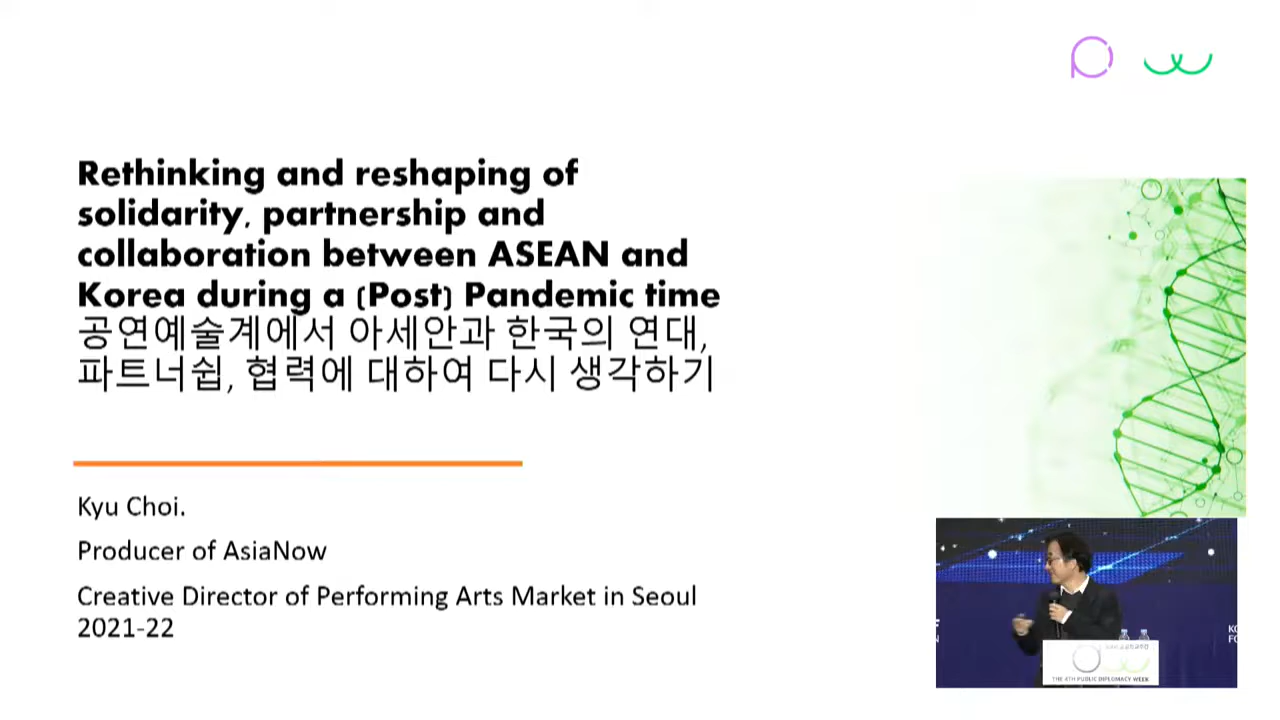 Rethinking and reshaping of
solidarity, partnership and
collaboration between ASEAN and
Korea during a (Post) Pandemic time
공연예술계에서 아세안과 한국의 연대,
파트너쉽, 협력에 대하여 다시 생각하기
Kyu Choi.
Producer of AsiaNow
Creative Director of Performing Arts Market in Seoul
2021-22
THE 4TH PUBLIC DIPLOMACY WEEK